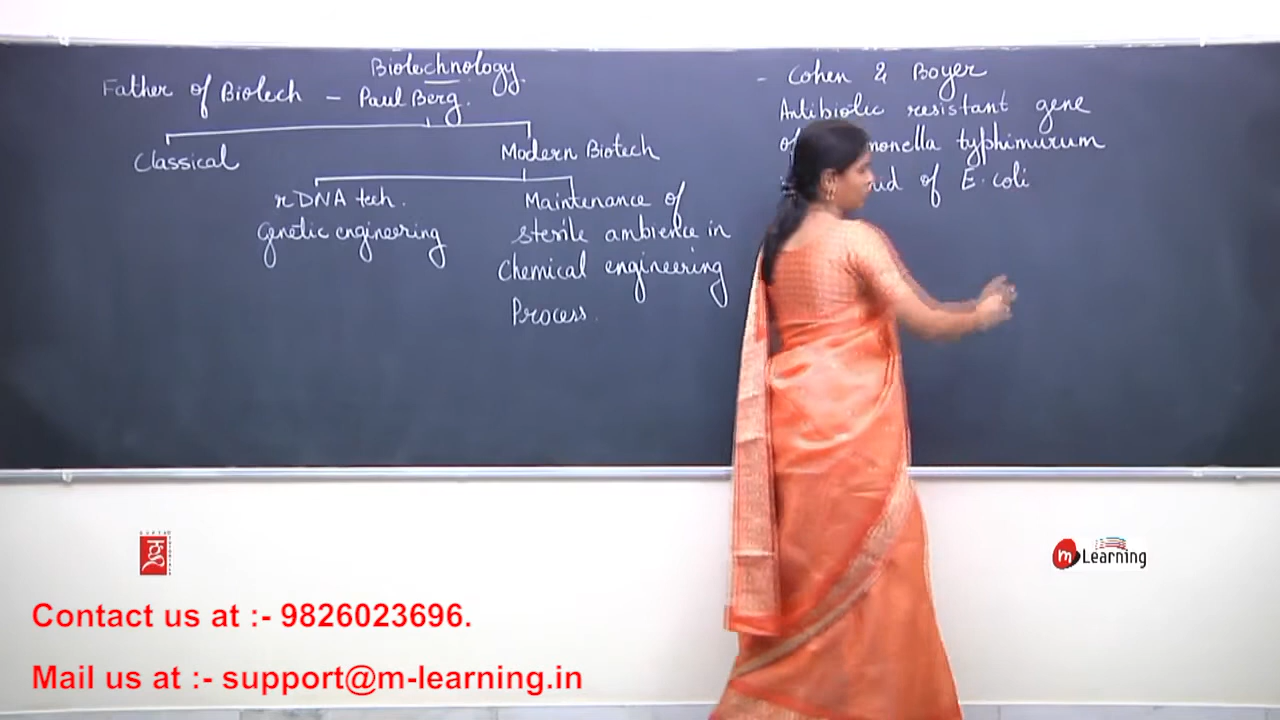 Biotechnology.
Father of Biotech - Paul Berg.
Classical
Modern Biotech
rDNA tech.
Genetic engineering
Maintenance of
sterile ambience in
Chemical engineering
Process.
- Cohen & Boyer
Antibiotic resistant gene
typhimurum
of E.coli
m Learning
Contact us at :- 9826023696.
Mail us at :- support@m-learning.in